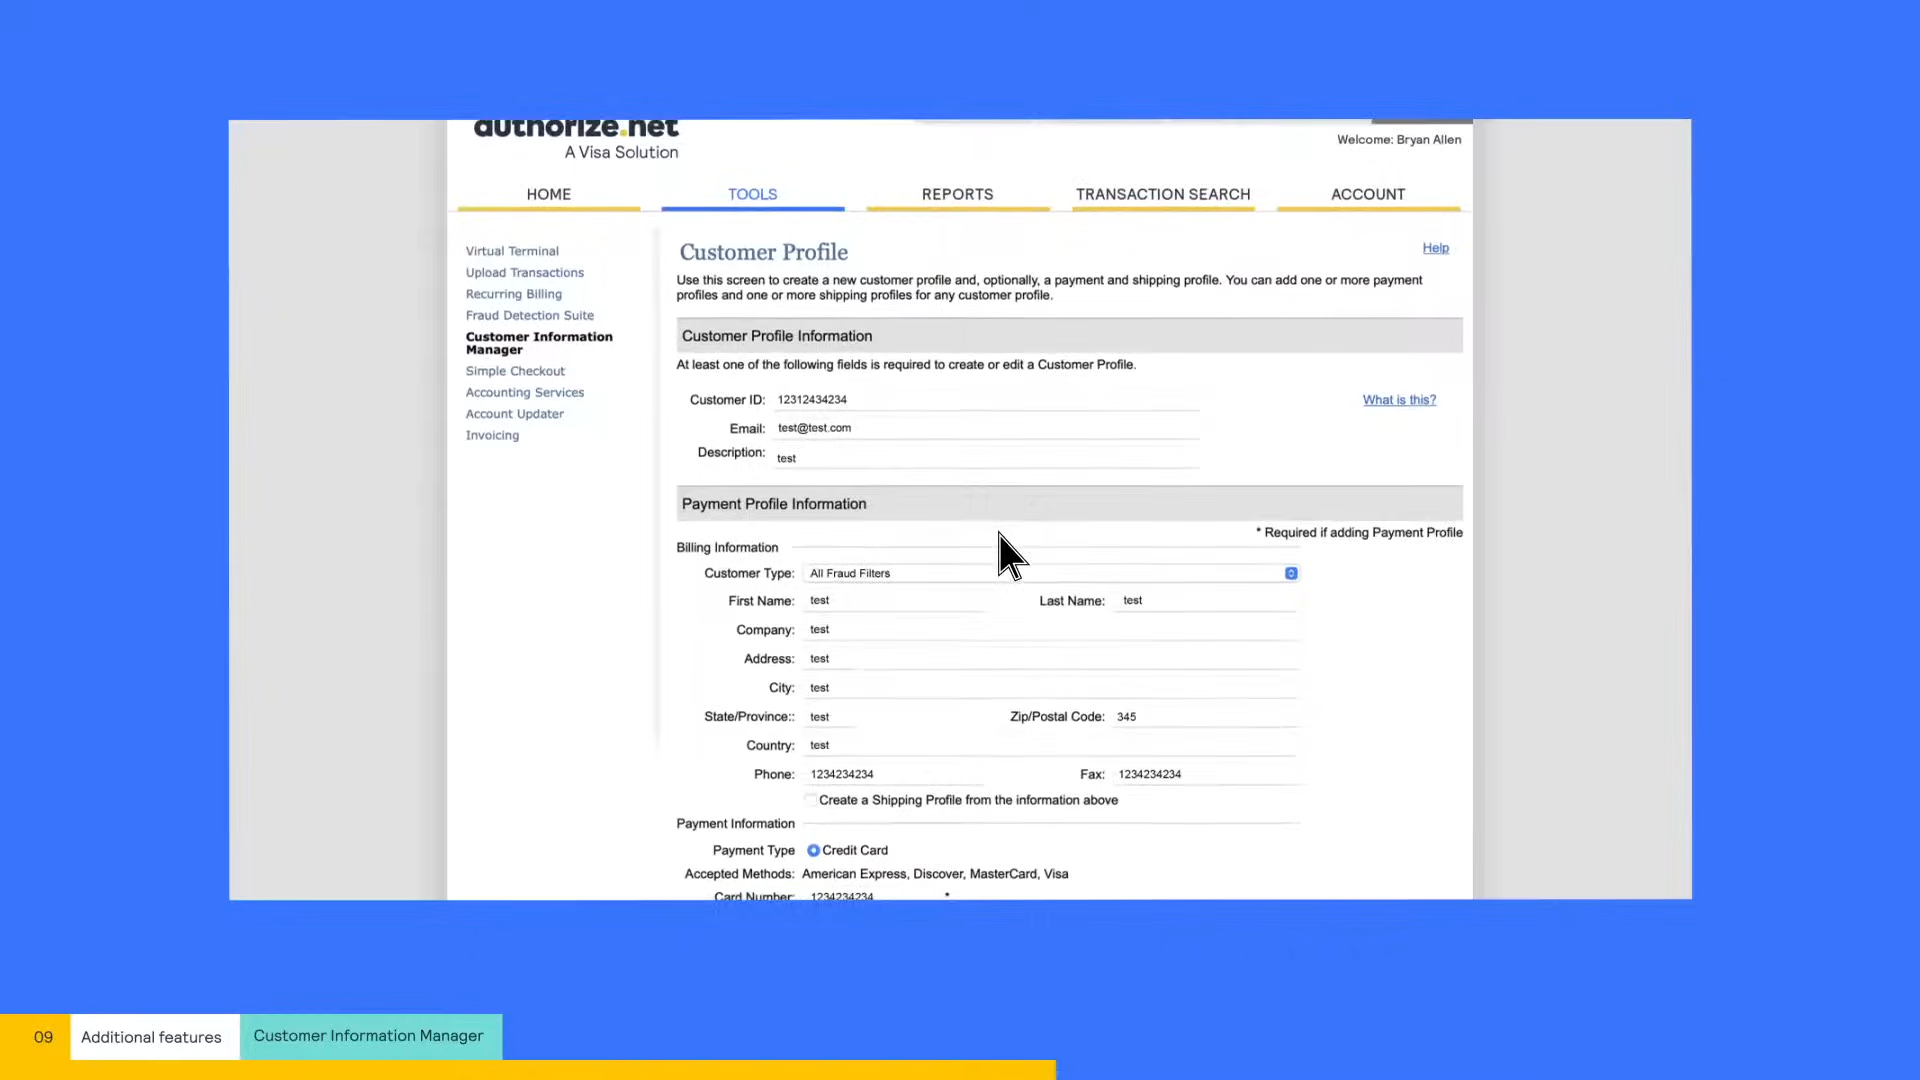 authorize.net
A Visa Solution
Welcome: Bryan Allen
HOME
TOOLS
REPORTS
TRANSACTION SEARCH
ACCOUNT
Virtual Terminal
Upload Transactions
Recurring Billing
Fraud Detection Suite
Customer Information
Manager
Simple Checkout
Accounting Services
Account Updater
Invoicing
Customer Profile
Help
Use this screen to create a new customer profile and, optionally, a payment and shipping profile. You can add one or more payment
profiles and one or more shipping profiles for any customer profile.
Customer Profile Information
At least one of the following fields is required to create or edit a Customer Profile.
Customer ID: 12312434234
What is this?
Email: test@test.com
Description: test
Payment Profile Information
* Required if adding Payment Profile
Billing Information
Customer Type: All Fraud Filters
First Name: test Last Name: test
Company: test
Address: test
City: test
State/Province:: test Zip/Postal Code: 345
Country: test
Phone: 1234234234 Fax: 1234234234
Create a Shipping Profile from the information above
Payment Information
Payment Type Credit Card
Accepted Methods: American Express, Discover, MasterCard, Visa
Card Number: 1234234234 *
09 Additional features Customer Information Manager